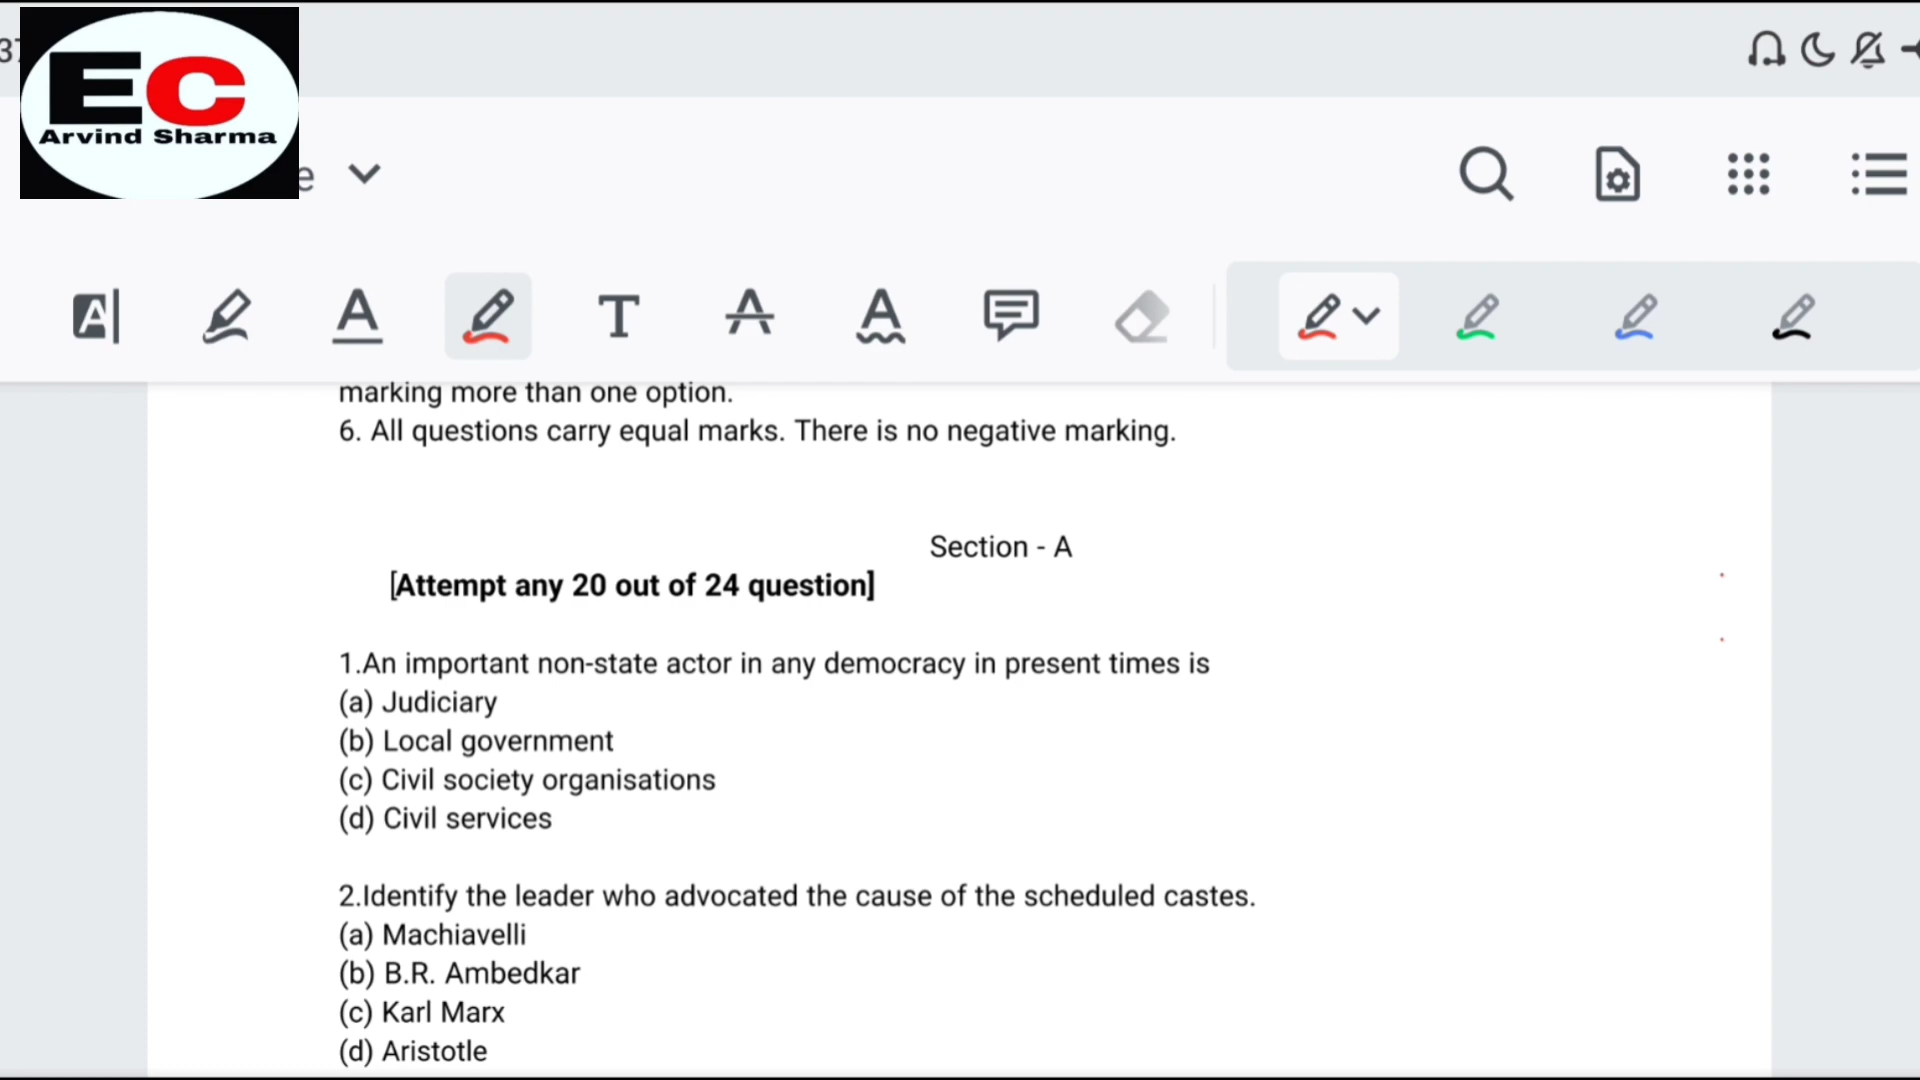 37
EC
Arvind Sharma
e
marking more than one option.
6. All questions carry equal marks. There is no negative marking.
Section - A
[Attempt any 20 out of 24 question]
1.An important non-state actor in any democracy in present times is
(a) Judiciary
(b) Local government
(c) Civil society organisations
(d) Civil services
2.Identify the leader who advocated the cause of the scheduled castes.
(a) Machiavelli
(b) B.R. Ambedkar
(c) Karl Marx
(d) Aristotle